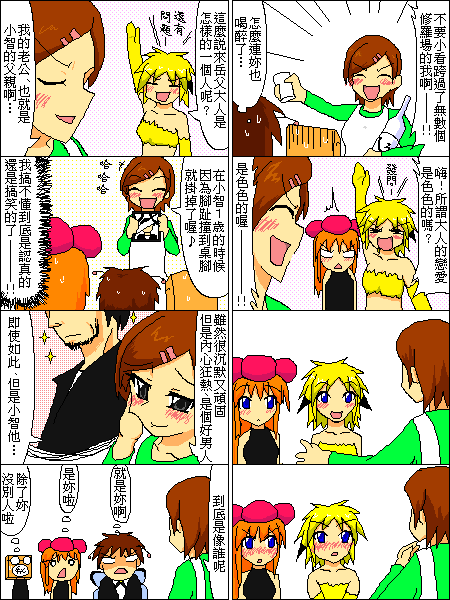 不要小看跨過了無數個
修羅場的我啊！————!!
怎麼連妳也
喝醉了…
嗨！所謂大人的戀愛
是色色的嗎？
發問！
是色色的喔
還有
問題！
這麼說來岳父大人是
怎樣的一個人呢？
我的老公，也就是
小智的父親啊…
在小智1歲的時候
因為腳趾撞到桌腳
就掛掉了喔♪
我搞不懂到底是認真的
還是搞笑的了————!!
雖然很沉默又頑固
但是內心狂熱，是個好男人
即使如此，但是小智他…
到底是像誰呢
就是妳啊
是妳啦
除了妳
沒別人啦